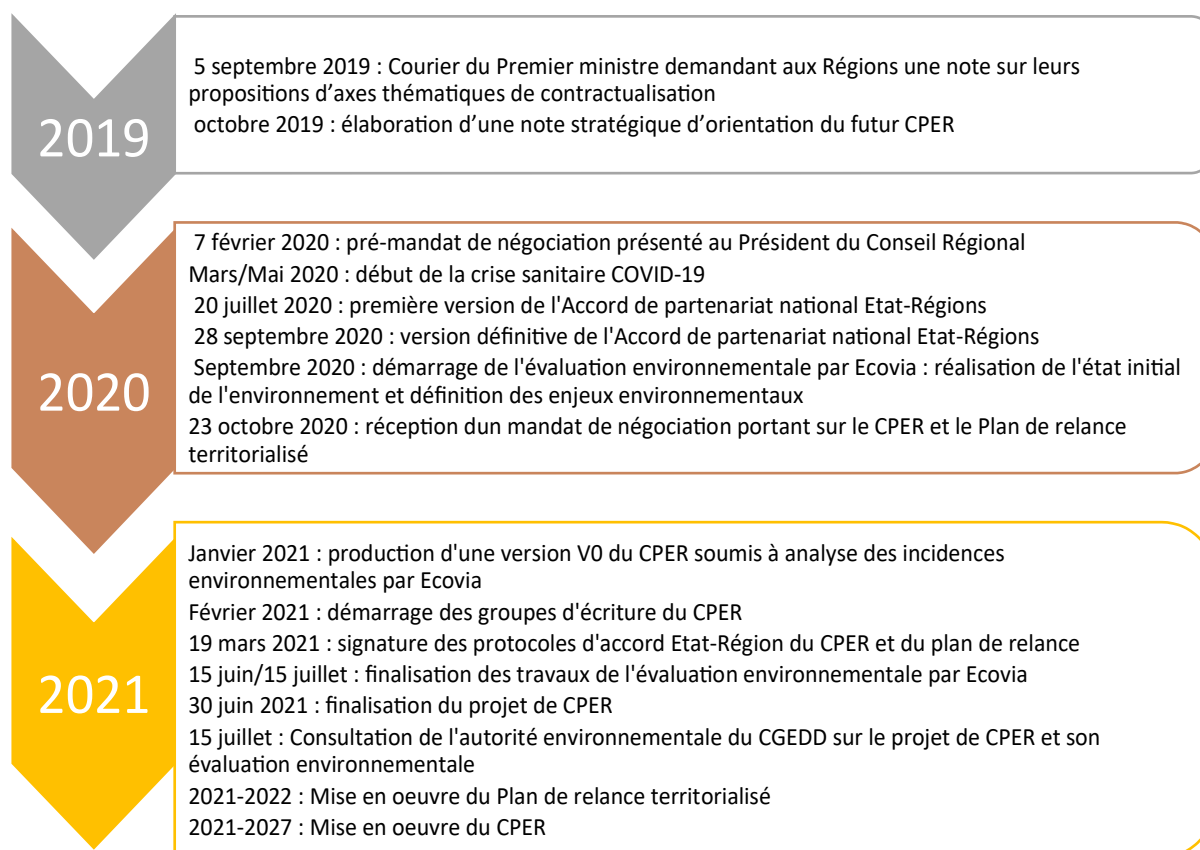 2019
5 septembre 2019 : Courier du Premier ministre demandant aux Régions une note sur leurs
propositions d’axes thématiques de contractualisation
octobre 2019 : élaboration d’une note stratégique d’orientation du futur CPER
2020
7 février 2020 : pré-mandat de négociation présenté au Président du Conseil Régional
Mars/Mai 2020 : début de la crise sanitaire COVID-19
20 juillet 2020 : première version de l'Accord de partenariat national Etat-Régions
28 septembre 2020 : version définitive de l'Accord de partenariat national Etat-Régions
Septembre 2020 : démarrage de l'évaluation environnementale par Ecovia : réalisation de l'état initial
de l'environnement et définition des enjeux environnementaux
23 octobre 2020 : réception dun mandat de négociation portant sur le CPER et le Plan de relance
territorialisé
2021
Janvier 2021 : production d'une version V0 du CPER soumis à analyse des incidences
environnementales par Ecovia
Février 2021 : démarrage des groupes d'écriture du CPER
19 mars 2021 : signature des protocoles d'accord Etat-Région du CPER et du plan de relance
15 juin/15 juillet : finalisation des travaux de l'évaluation environnementale par Ecovia
30 juin 2021 : finalisation du projet de CPER
15 juillet : Consultation de l'autorité environnementale du CGEDD sur le projet de CPER et son
évaluation environnementale
2021-2022 : Mise en oeuvre du Plan de relance territorialisé
2021-2027 : Mise en oeuvre du CPER